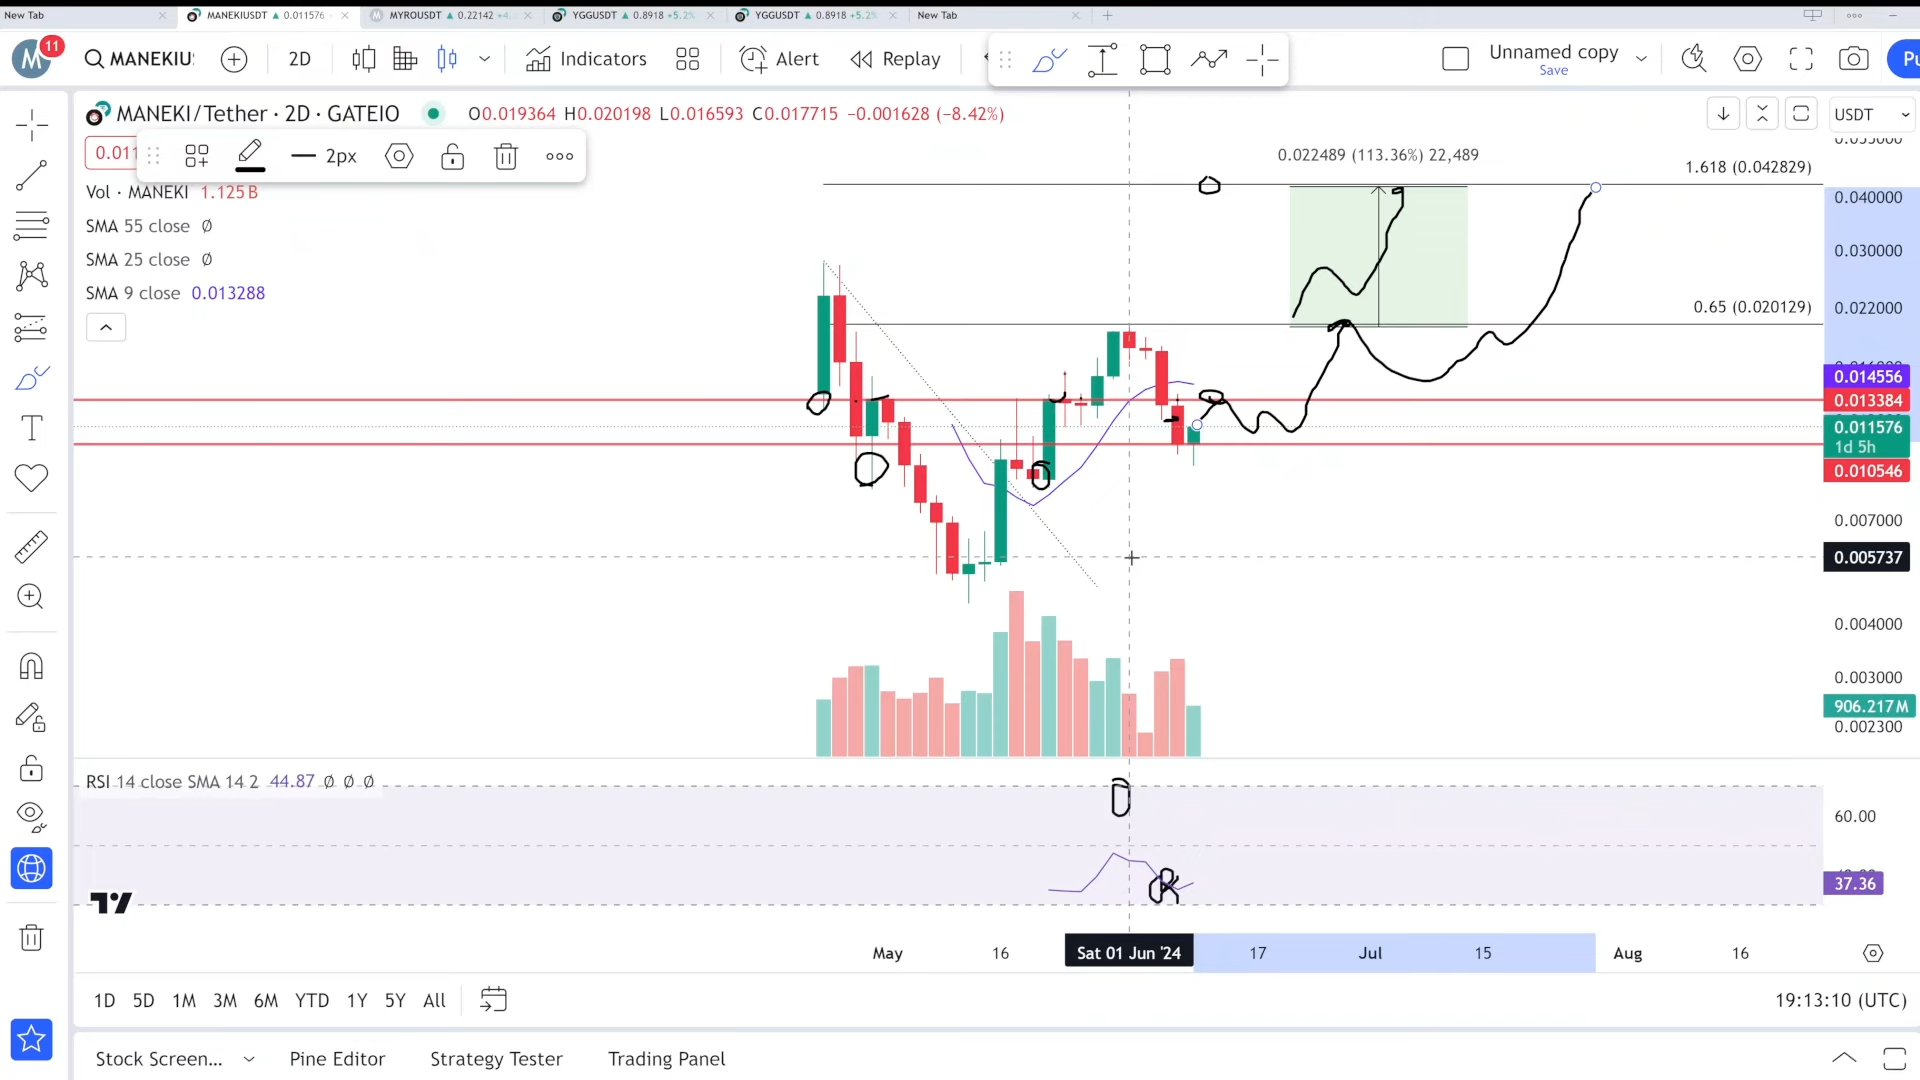 New Tab
MANEKIUSDT ▲ 0.011576
MYROUSDT ▲ 0.22142
YGGUSDT ▲ 0.8918 +5.2%
YGGUSDT ▲ 0.8918 +5.2%
New Tab
M
11
MANEKIU
2D
Indicators
Alert
Replay
Unnamed copy
Save
Pu
MANEKI/Tether · 2D · GATEIO
O0.019364 H0.020198 L0.016593 C0.017715 −0.001628 (−8.42%)
USDT
0.011
2px
Vol · MANEKI 1.125B
SMA 55 close Ø
SMA 25 close Ø
SMA 9 close 0.013288
0.022489 (113.36%) 22,489
1.618 (0.042829)
0.65 (0.020129)
0.040000
0.030000
0.022000
0.014556
0.013384
0.011576
1d 5h
0.010546
0.007000
0.005737
0.004000
0.003000
906.217M
0.002300
RSI 14 close SMA 14 2 44.87 Ø Ø Ø
60.00
37.36
May
16
Sat 01 Jun '24
17
Jul
15
Aug
16
1D 5D 1M 3M 6M YTD 1Y 5Y All
19:13:10 (UTC)
Stock Screen...
Pine Editor
Strategy Tester
Trading Panel